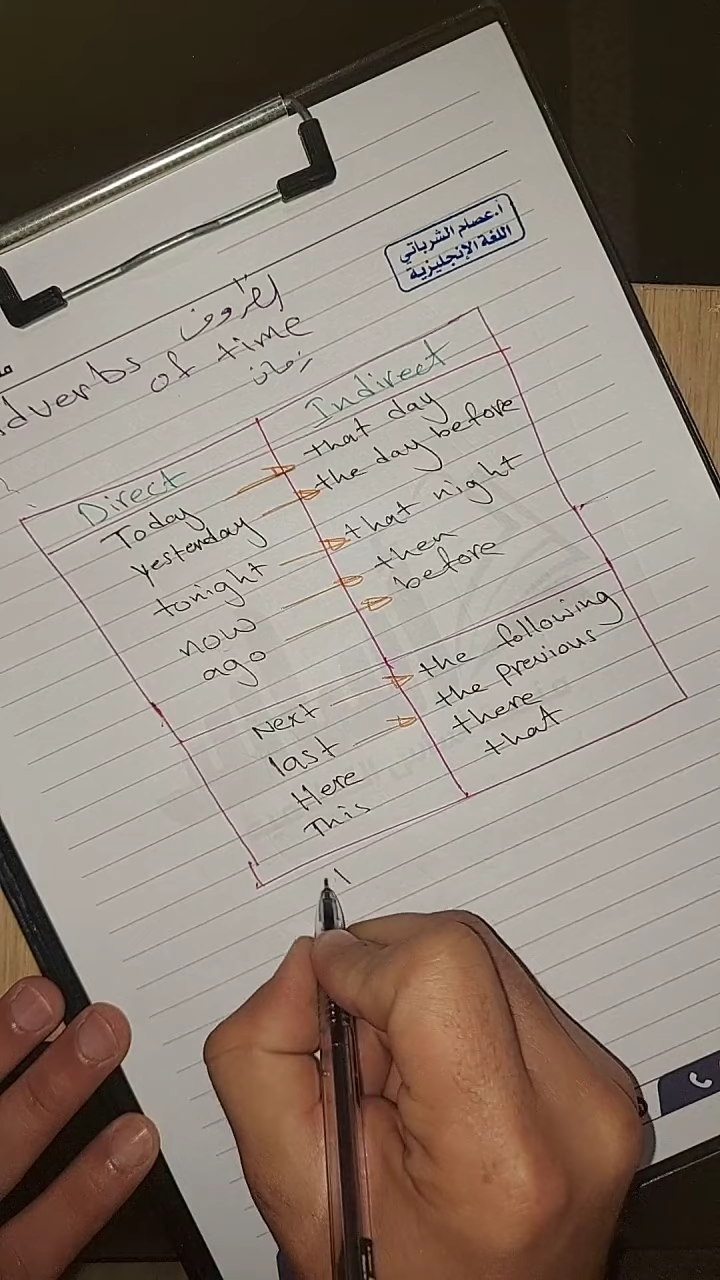 أ.عصام الشرباتي
اللغة الإنجليزية
الظروف
adverbs of time
زمان
Direct Indirect
Today that day
yesterday the day before
tonight that night
now then
ago before
Next the following
last the previous
Here there
This that